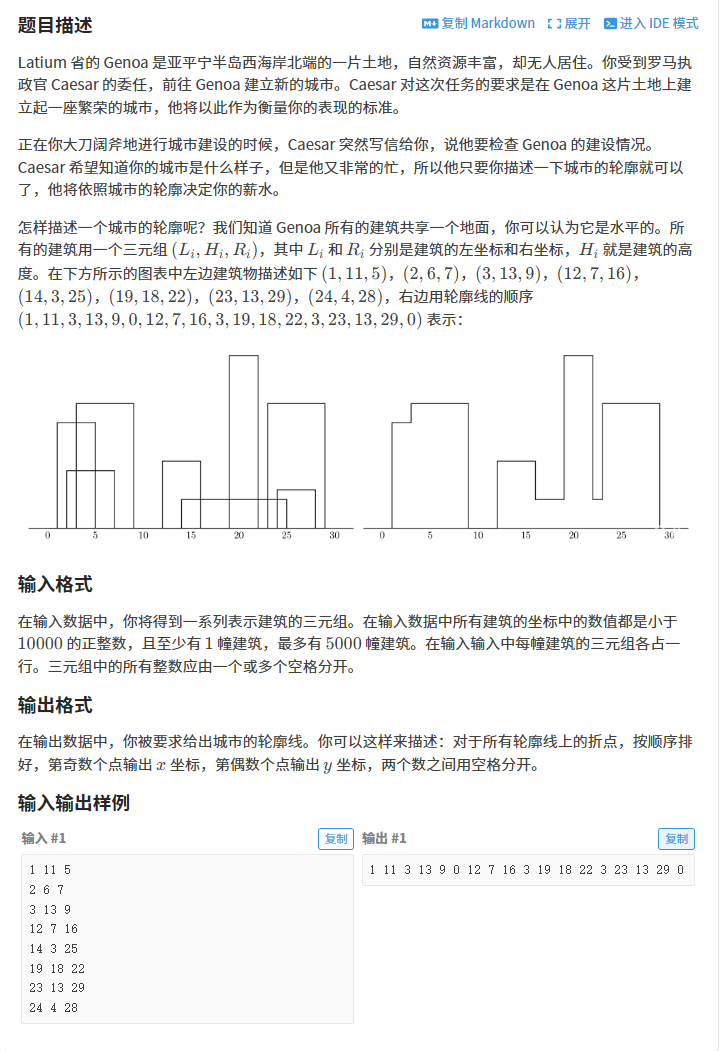 题目描述
复制 Markdown 展开 进入 IDE 模式
Latium 省的 Genoa 是亚平宁半岛西海岸北端的一片土地，自然资源丰富，却无人居住。你受到罗马执
政官 Caesar 的委任，前往 Genoa 建立新的城市。Caesar 对这次任务的要求是在 Genoa 这片土地上建
立起一座繁荣的城市，他将以此作为衡量你的表现的标准。
正在你大刀阔斧地进行城市建设的时候，Caesar 突然写信给你，说他要检查 Genoa 的建设情况。
Caesar 希望知道你的城市是什么样子，但是他又非常的忙，所以他只要你描述一下城市的轮廓就可以
了，他将依照城市的轮廓决定你的薪水。
怎样描述一个城市的轮廓呢？我们知道 Genoa 所有的建筑共享一个地面，你可以认为它是水平的。所
有的建筑用一个三元组 (Li, Hi, Ri)，其中 Li 和 Ri 分别是建筑的左坐标和右坐标，Hi 就是建筑的高
度。在下方所示的图表中左边建筑物描述如下 (1, 11, 5)，(2, 6, 7)，(3, 13, 9)，(12, 7, 16)，
(14, 3, 25)，(19, 18, 22)，(23, 13, 29)，(24, 4, 28)，右边用轮廓线的顺序
(1, 11, 3, 13, 9, 0, 12, 7, 16, 3, 19, 18, 22, 3, 23, 13, 29, 0) 表示：
0 5 10 15 20 25 30
0 5 10 15 20 25 30
输入格式
在输入数据中，你将得到一系列表示建筑的三元组。在输入数据中所有建筑的坐标中的数值都是小于
10000 的正整数，且至少有 1 幢建筑，最多有 5000 幢建筑。在输入输入中每幢建筑的三元组各占一
行。三元组中的所有整数应由一个或多个空格分开。
输出格式
在输出数据中，你被要求给出城市的轮廓线。你可以这样来描述：对于所有轮廓线上的折点，按顺序排
好，第奇数个点输出 x 坐标，第偶数个点输出 y 坐标，两个数之间用空格分开。
输入输出样例
输入 #1 复制
1 11 5
2 6 7
3 13 9
12 7 16
14 3 25
19 18 22
23 13 29
24 4 28
输出 #1 复制
1 11 3 13 9 0 12 7 16 3 19 18 22 3 23 13 29 0